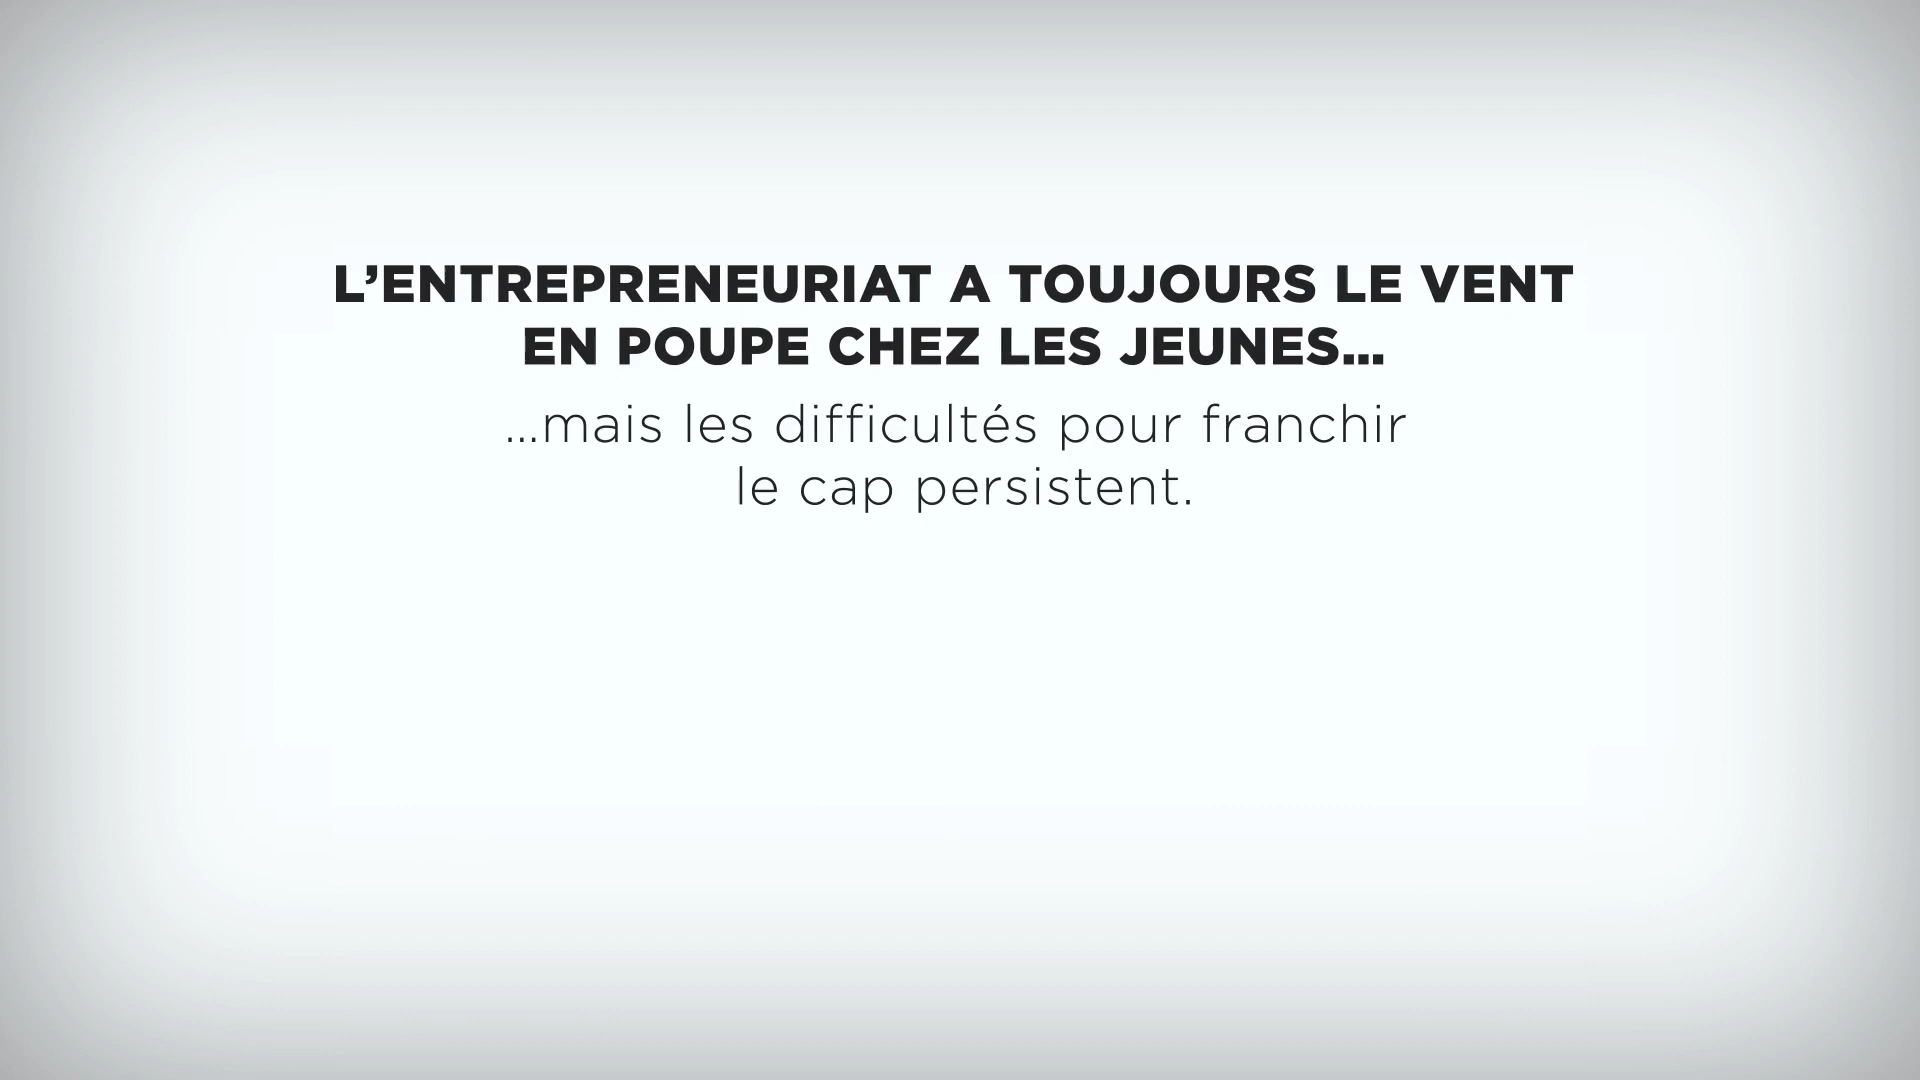 L’ENTREPRENEURIAT A TOUJOURS LE VENT
EN POUPE CHEZ LES JEUNES...
...mais les difficultés pour franchir
le cap persistent.